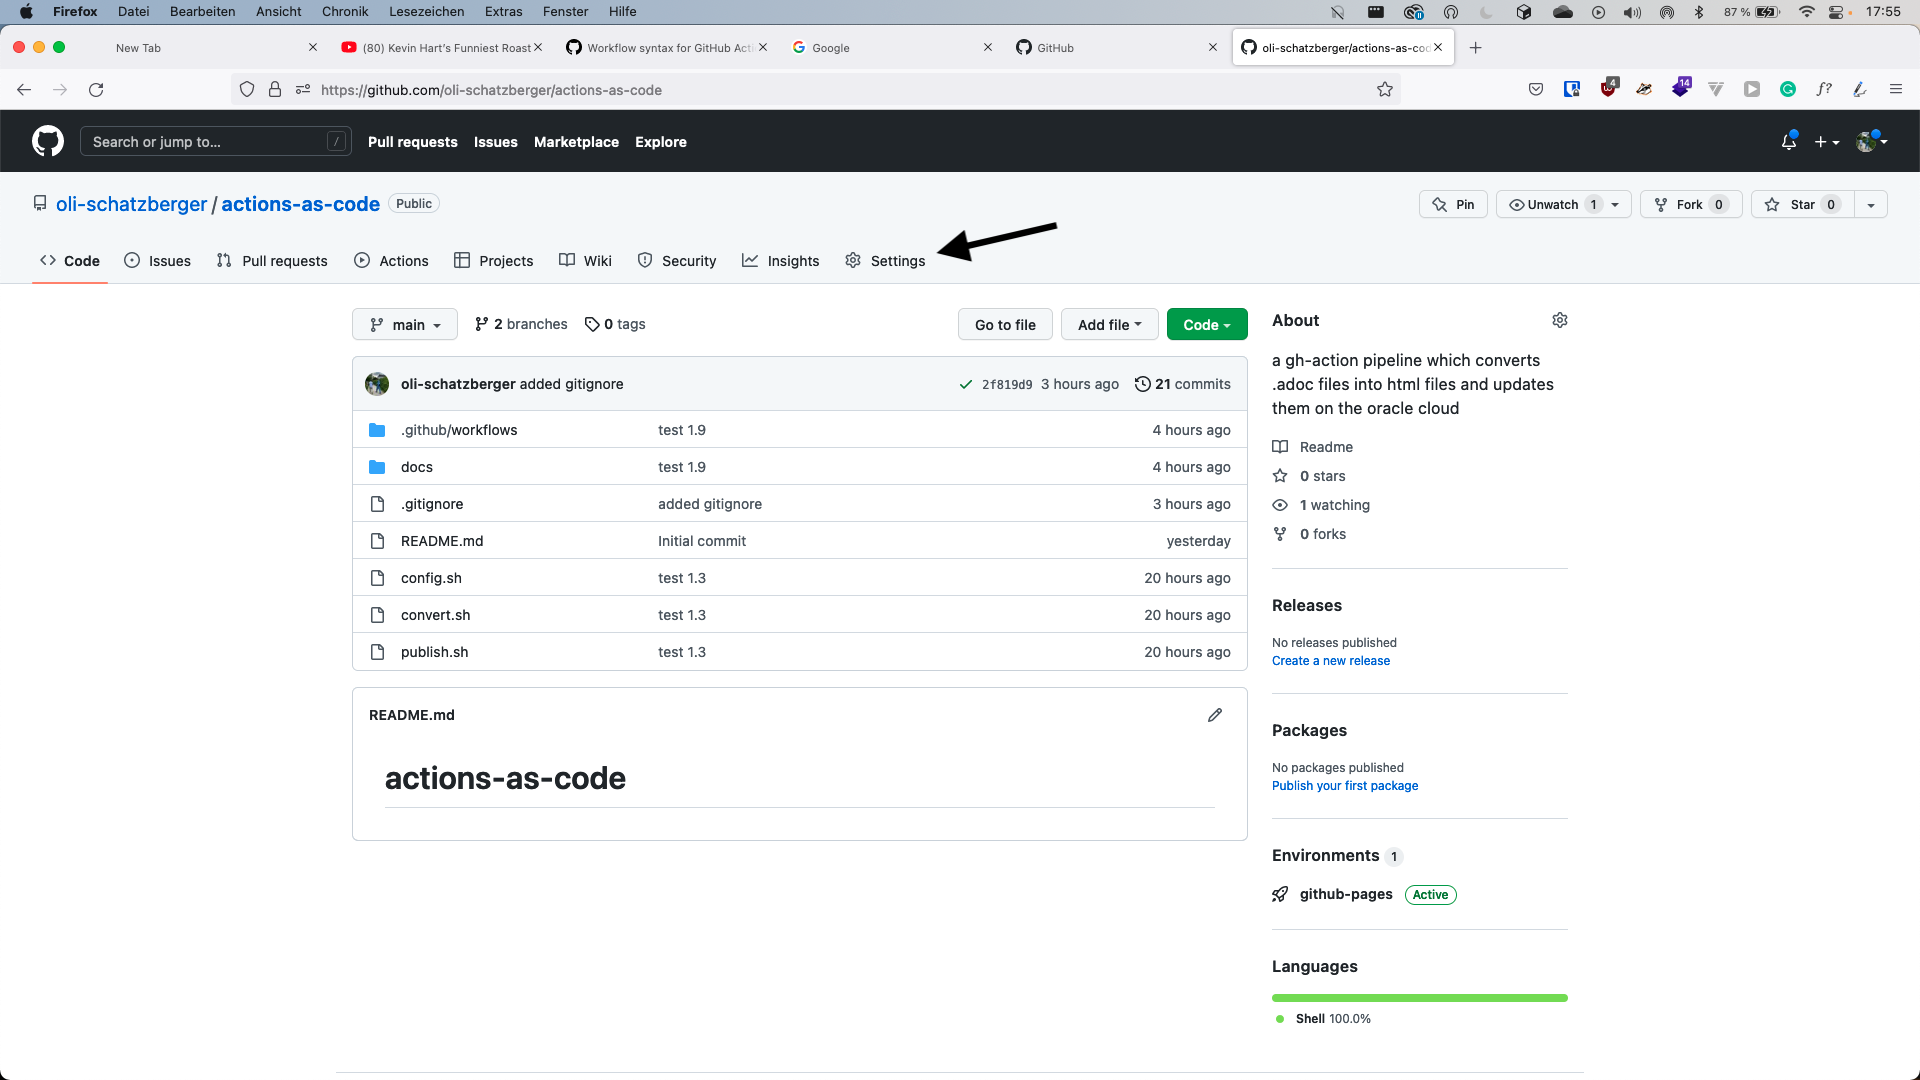 Firefox Datei Bearbeiten Ansicht Chronik Lesezeichen Extras Fenster Hilfe 87 % 17:55
New Tab (80) Kevin Hart's Funniest Roast Workflow syntax for GitHub Acti Google GitHub oli-schatzberger/actions-as-cod
https://github.com/oli-schatzberger/actions-as-code 4 14 f?
Search or jump to... / Pull requests Issues Marketplace Explore
oli-schatzberger / actions-as-code Public Pin Unwatch 1 Fork 0 Star 0
Code Issues Pull requests Actions Projects Wiki Security Insights Settings
main 2 branches 0 tags Go to file Add file Code
oli-schatzberger added gitignore 2f819d9 3 hours ago 21 commits
.github/workflows test 1.9 4 hours ago
docs test 1.9 4 hours ago
.gitignore added gitignore 3 hours ago
README.md Initial commit yesterday
config.sh test 1.3 20 hours ago
convert.sh test 1.3 20 hours ago
publish.sh test 1.3 20 hours ago
README.md
actions-as-code
About
a gh-action pipeline which converts
.adoc files into html files and updates
them on the oracle cloud
Readme
0 stars
1 watching
0 forks
Releases
No releases published
Create a new release
Packages
No packages published
Publish your first package
Environments 1
github-pages Active
Languages
Shell 100.0%